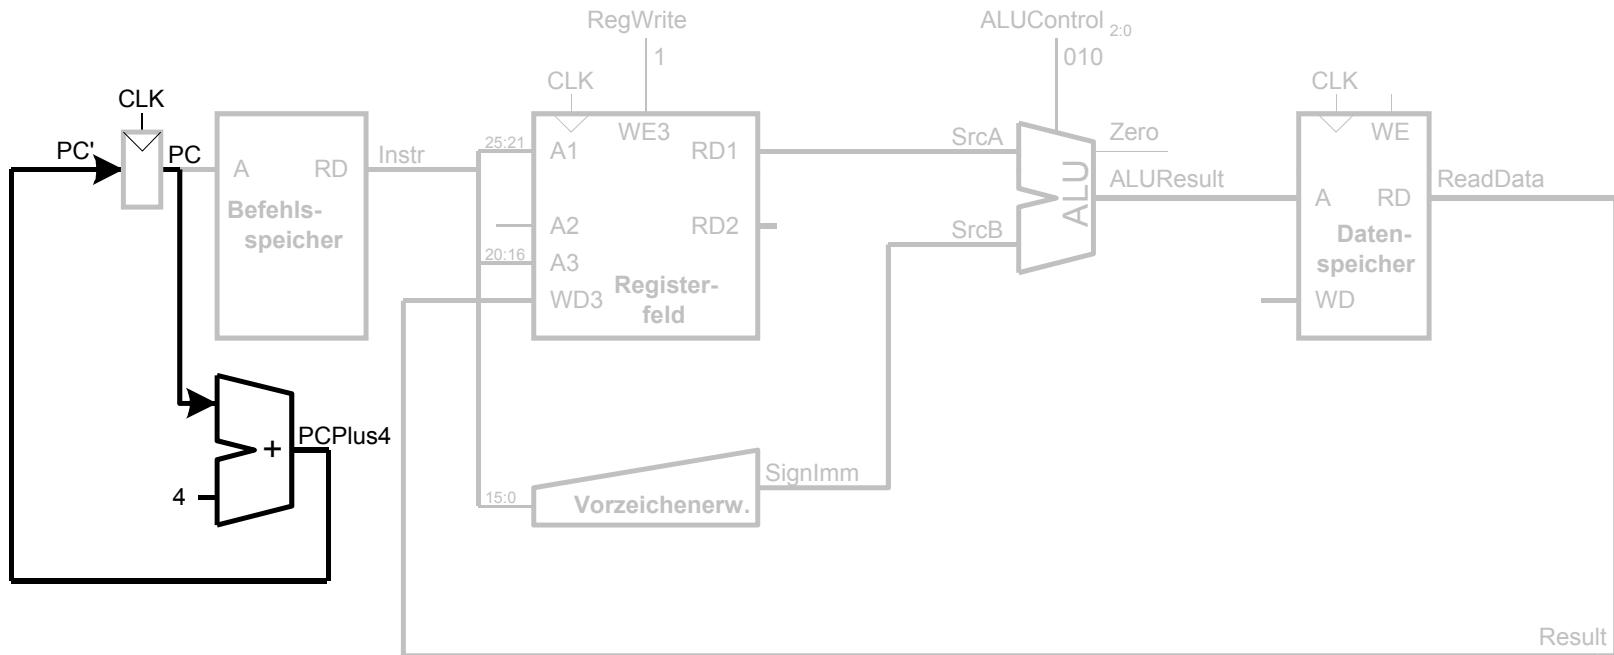 RegWrite
1
ALUControl 2:0
010
CLK
CLK
CLK
PC'
PC
A
RD
Instr
Befehls-
speicher
25:21
A1
WE3
RD1
A2
RD2
20:16
A3
WD3
Register-
feld
SrcA
SrcB
ALU
Zero
ALUResult
WE
A
RD
ReadData
Daten-
speicher
WD
+
PCPlus4
4
15:0
Vorzeichenerw.
SignImm
Result